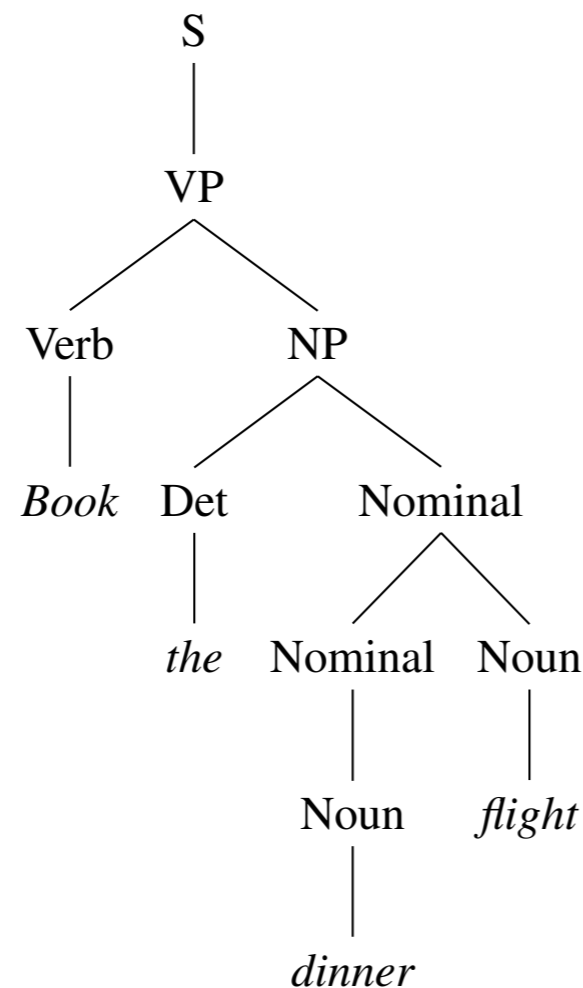 S
VP
Verb NP
Book Det Nominal
the Nominal Noun
Noun flight
dinner